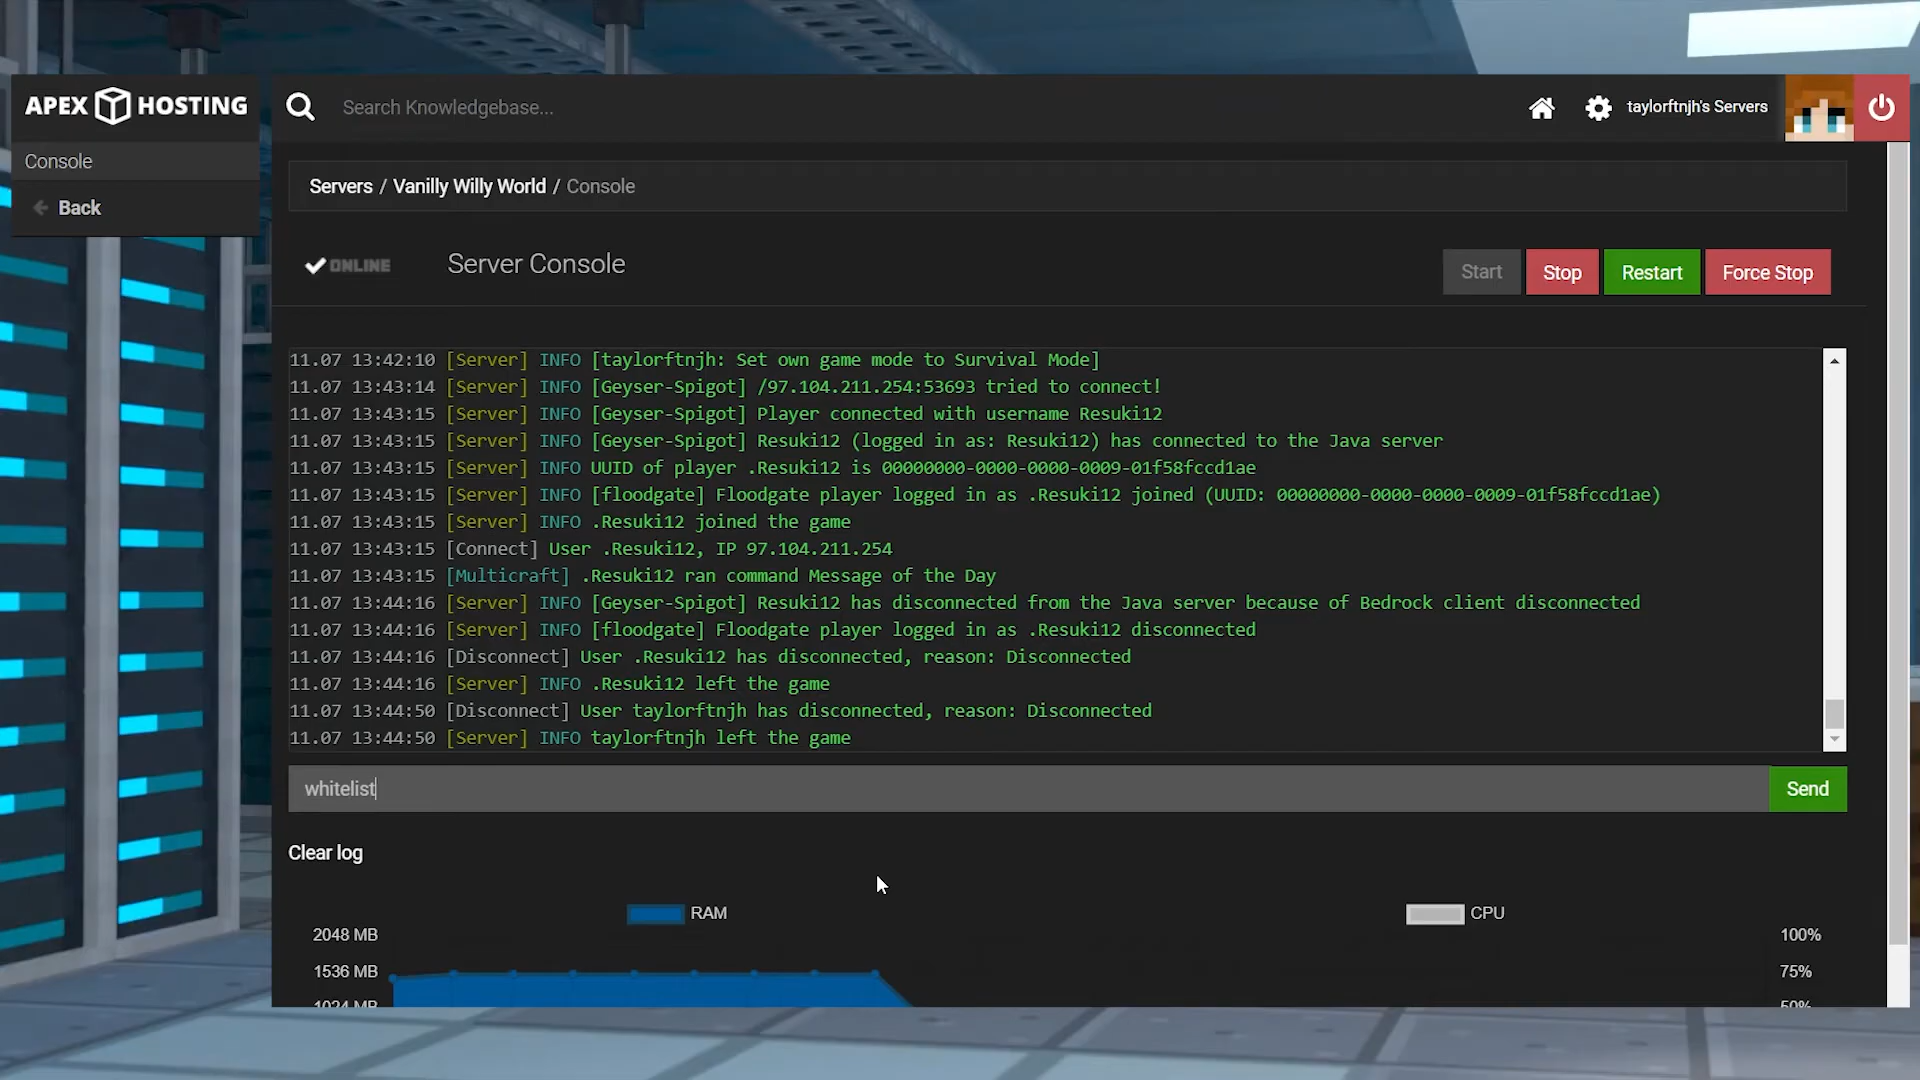 APEX HOSTING
Search Knowledgebase...
taylorftnjh's Servers
Console
Back
Servers / Vanilly Willy World / Console
ONLINE
Server Console
Start
Stop
Restart
Force Stop
11.07 13:42:10 [Server] INFO [taylorftnjh: Set own game mode to Survival Mode]
11.07 13:43:14 [Server] INFO [Geyser-Spigot] /97.104.211.254:53693 tried to connect!
11.07 13:43:15 [Server] INFO [Geyser-Spigot] Player connected with username Resuki12
11.07 13:43:15 [Server] INFO [Geyser-Spigot] Resuki12 (logged in as: Resuki12) has connected to the Java server
11.07 13:43:15 [Server] INFO UUID of player .Resuki12 is 00000000-0000-0000-0009-01f58fccd1ae
11.07 13:43:15 [Server] INFO [floodgate] Floodgate player logged in as .Resuki12 joined (UUID: 00000000-0000-0000-0009-01f58fccd1ae)
11.07 13:43:15 [Server] INFO .Resuki12 joined the game
11.07 13:43:15 [Connect] User .Resuki12, IP 97.104.211.254
11.07 13:43:15 [Multicraft] .Resuki12 ran command Message of the Day
11.07 13:44:16 [Server] INFO [Geyser-Spigot] Resuki12 has disconnected from the Java server because of Bedrock client disconnected
11.07 13:44:16 [Server] INFO [floodgate] Floodgate player logged in as .Resuki12 disconnected
11.07 13:44:16 [Disconnect] User .Resuki12 has disconnected, reason: Disconnected
11.07 13:44:16 [Server] INFO .Resuki12 left the game
11.07 13:44:50 [Disconnect] User taylorftnjh has disconnected, reason: Disconnected
11.07 13:44:50 [Server] INFO taylorftnjh left the game
whitelist
Send
Clear log
RAM
CPU
2048 MB
100%
1536 MB
75%
1024 MB
50%